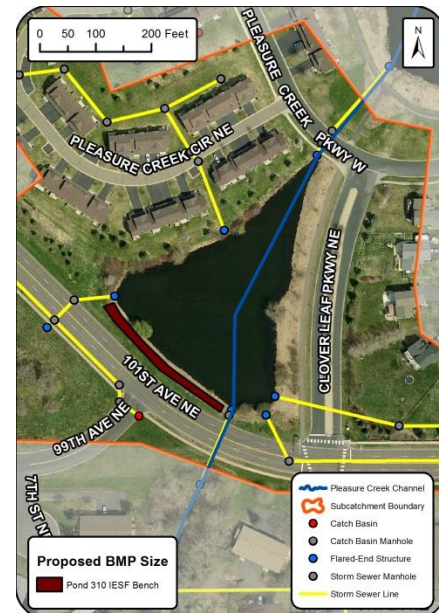 0 50 100 200 Feet
N
PLEASURE CREEK PKWY W
PLEASURE CREEK CIR NE
CLOVER LEAF PKWY NE
101ST AVE NE
99TH AVE NE
7TH ST N
Proposed BMP Size
Pond 310 IESF Bench
Pleasure Creek Channel
Subcatchment Boundary
Catch Basin
Catch Basin Manhole
Flared-End Structure
Storm Sewer Manhole
Storm Sewer Line